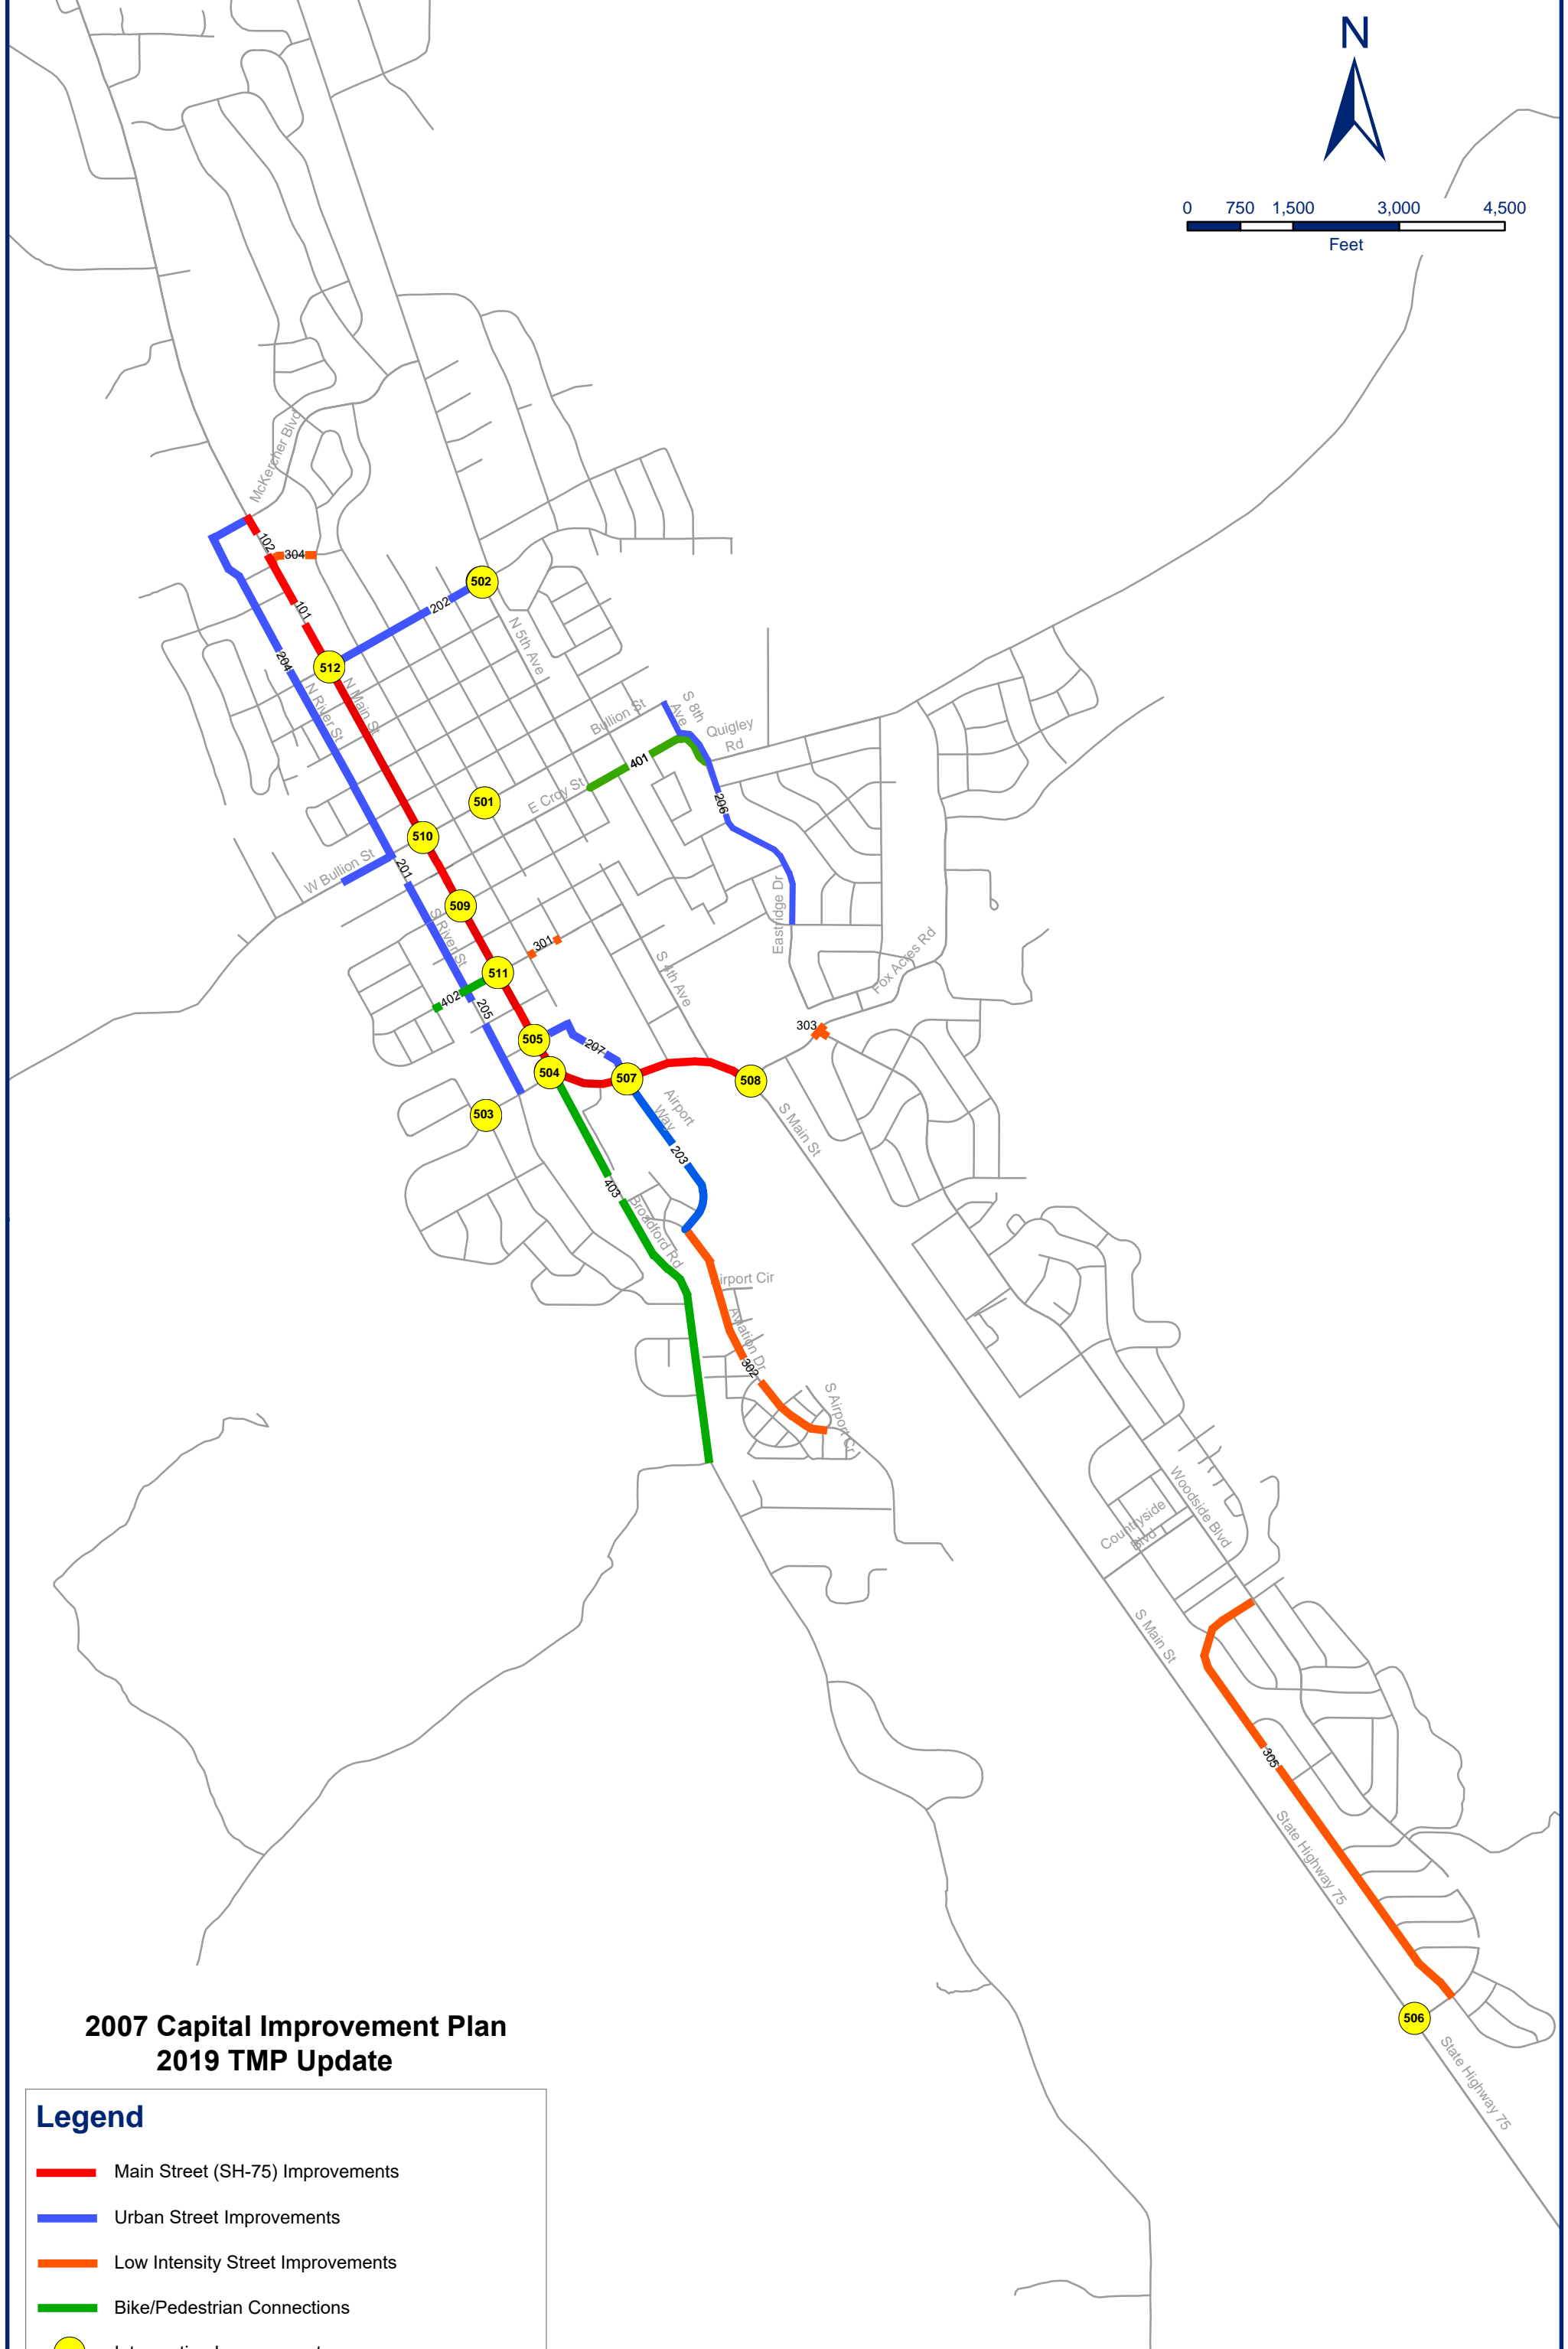 N
0 750 1,500 3,000 4,500
Feet
McKercher Blvd
102
304
101
502
202
N 5th Ave
204
512
N River St
N Main St
S 8th
Ave
Bullion St
Quigley
Rd
401
E Croy St
501
206
510
W Bullion St
201
509
S River St
Eastridge Dr
301
Fox Acres Rd
511
S 4th Ave
402
205
303
505
207
504
507
508
Airport
Way
503
S Main St
203
403
Broadford Rd
irport Cir
Aviation Dr
302
S Airport Cr
Woodside Blvd
Countryside
Blvd
S Main St
305
State Highway 75
506
State Highway 75
2007 Capital Improvement Plan
2019 TMP Update
Legend
Main Street (SH-75) Improvements
Urban Street Improvements
Low Intensity Street Improvements
Bike/Pedestrian Connections